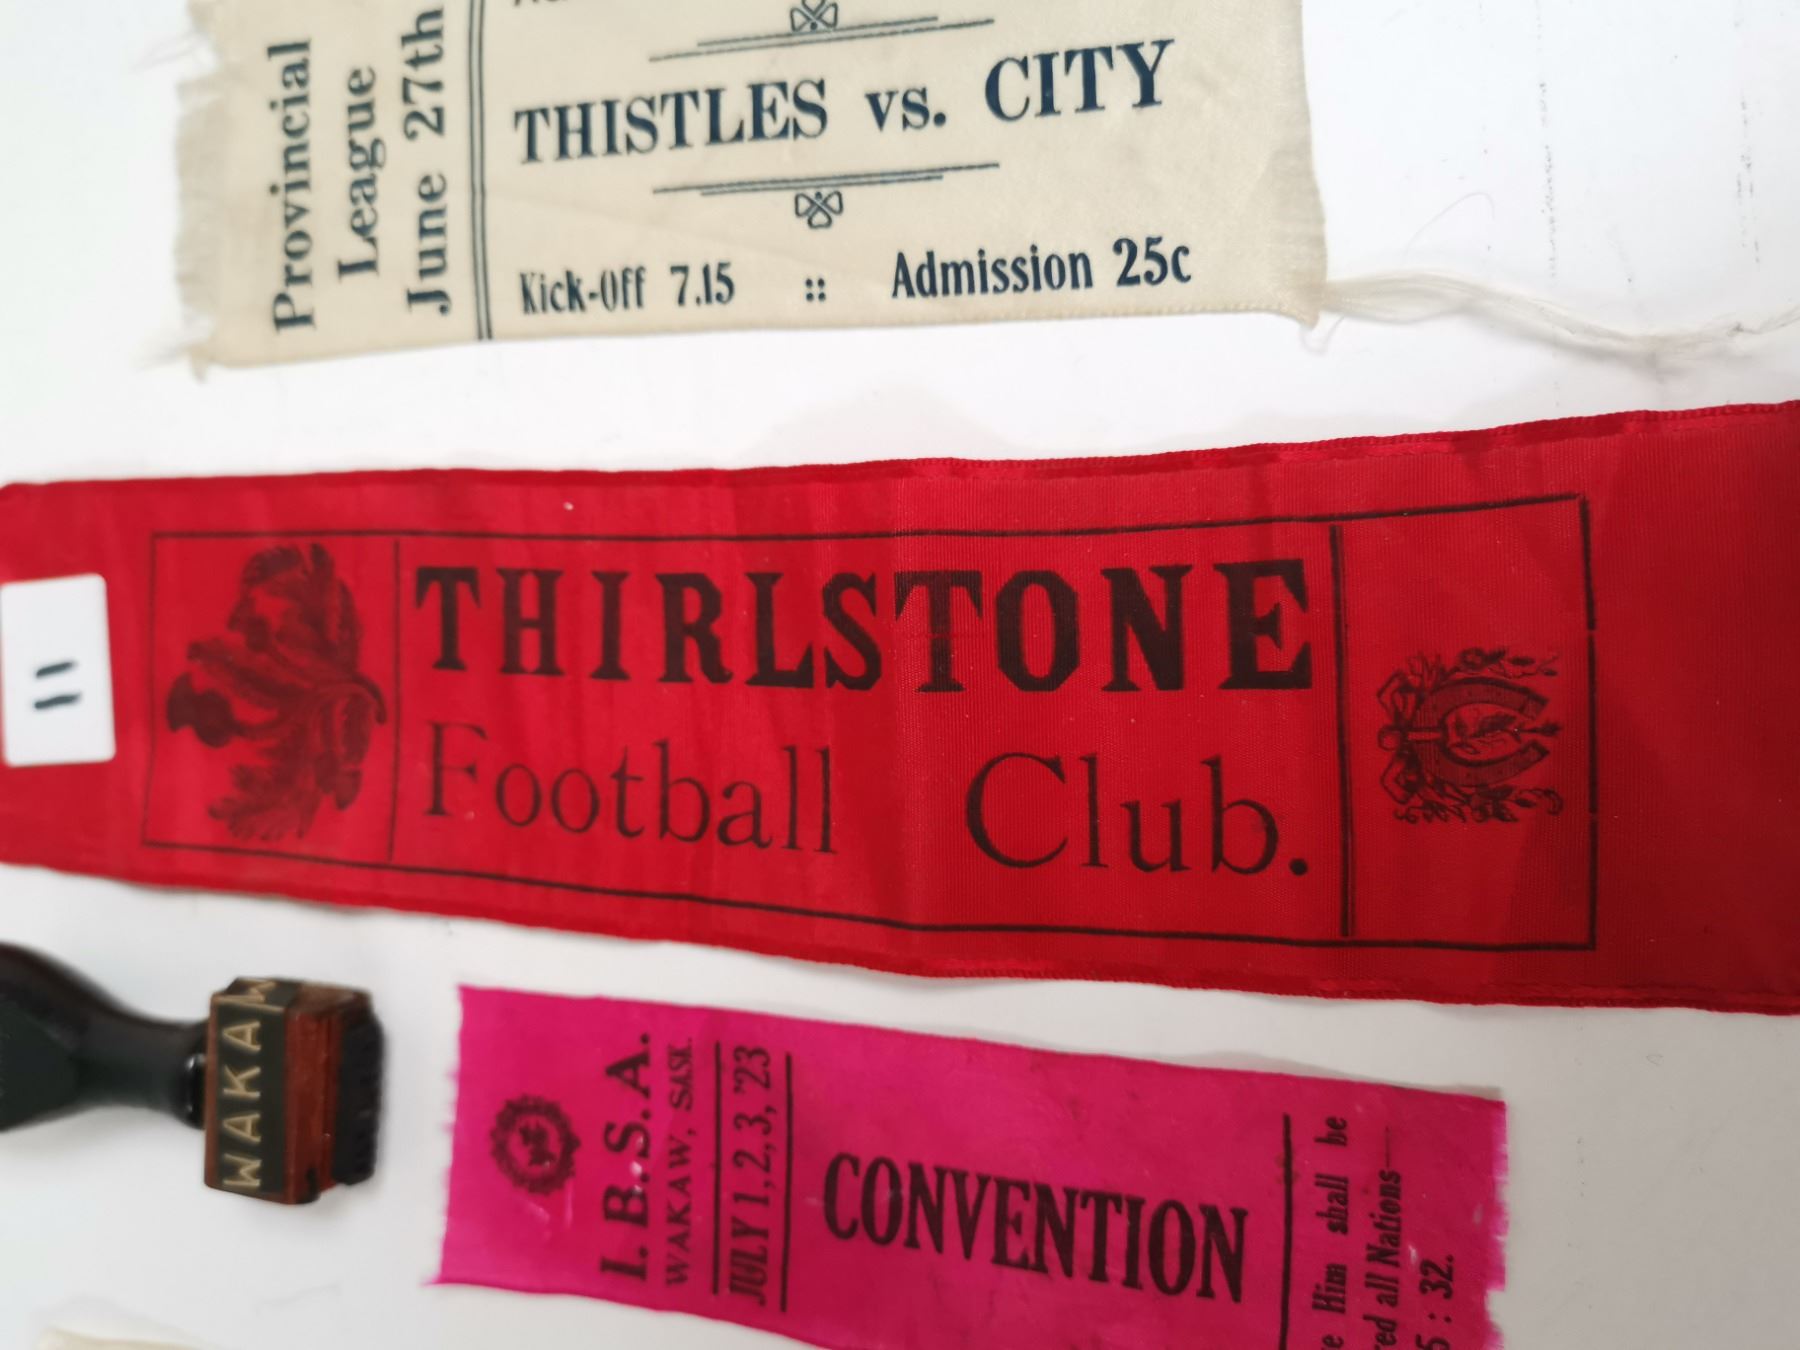 Provincial
League
June 27th
THISTLES vs. CITY
Kick-Off 7.15 :: Admission 25c
11
THIRLSTONE
Football Club.
WAKAW
I. B. S. A.
WAKAW, SASK.
JULY 1, 2, 3, '23
CONVENTION
Him shall be
all Nations—
: 32.